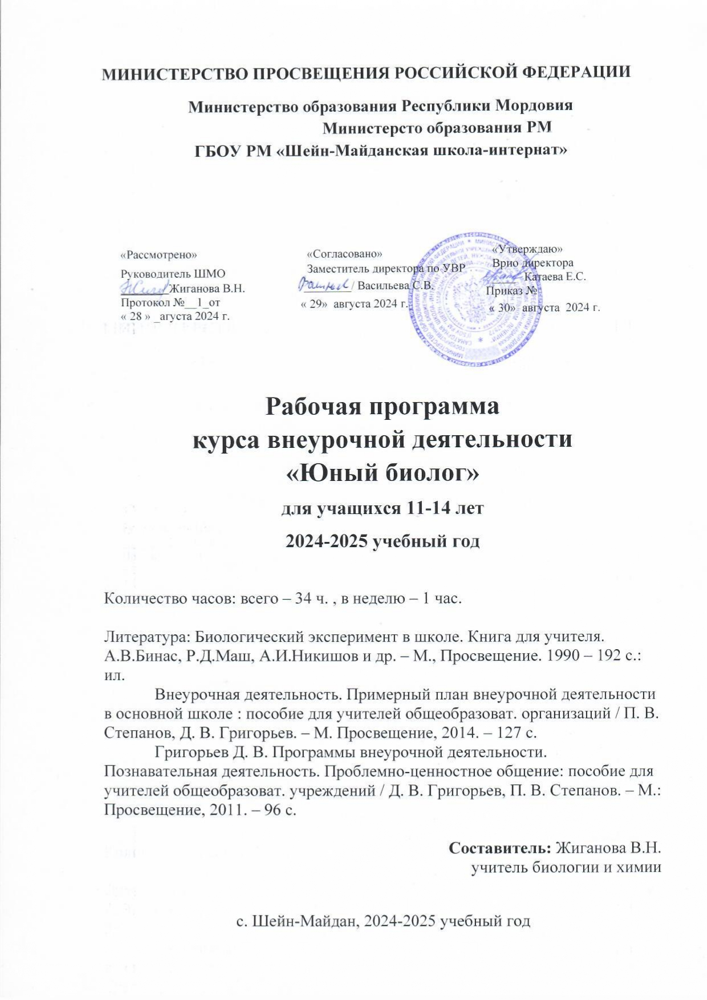 МИНИСТЕРСТВО ПРОСВЕЩЕНИЯ РОССИЙСКОЙ ФЕДЕРАЦИИ
Министерство образования Республики Мордовия
Министерсто образования РМ
ГБОУ РМ «Шейн-Майданская школа-интернат»
«Рассмотрено»
Руководитель ШМО
Жиганова В.Н.
Протокол №__1_от
« 28 » _агуста 2024 г.
«Согласовано»
Заместитель директора по УВР
/ Васильева С.В.
« 29» августа 2024 г.
«Утверждаю»
Врио директора
Катаева Е.С.
Приказ №
« 30» августа 2024 г.
Рабочая программа
курса внеурочной деятельности
«Юный биолог»
для учащихся 11-14 лет
2024-2025 учебный год
Количество часов: всего – 34 ч. , в неделю – 1 час.
Литература: Биологический эксперимент в школе. Книга для учителя.
А.В.Бинас, Р.Д.Маш, А.И.Никишов и др. – М., Просвещение. 1990 – 192 с.:
ил.
Внеурочная деятельность. Примерный план внеурочной деятельности
в основной школе : пособие для учителей общеобразоват. организаций / П. В.
Степанов, Д. В. Григорьев. – М. Просвещение, 2014. – 127 с.
Григорьев Д. В. Программы внеурочной деятельности.
Познавательная деятельность. Проблемно-ценностное общение: пособие для
учителей общеобразоват. учреждений / Д. В. Григорьев, П. В. Степанов. – М.:
Просвещение, 2011. – 96 с.
Составитель: Жиганова В.Н.
учитель биологии и химии
с. Шейн-Майдан, 2024-2025 учебный год